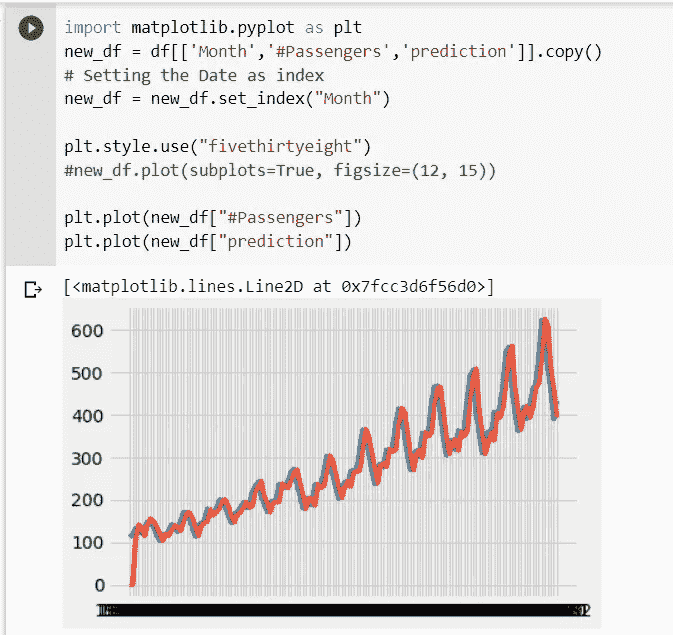 import matplotlib.pyplot as plt
new_df = df[['Month','#Passengers','prediction']].copy()
# Setting the Date as index
new_df = new_df.set_index("Month")
plt.style.use("fivethirtyeight")
#new_df.plot(subplots=True, figsize=(12, 15))
plt.plot(new_df["#Passengers"])
plt.plot(new_df["prediction"])
[<matplotlib.lines.Line2D at 0x7fcc3d6f56d0>]
600
500
400
300
200
100
0